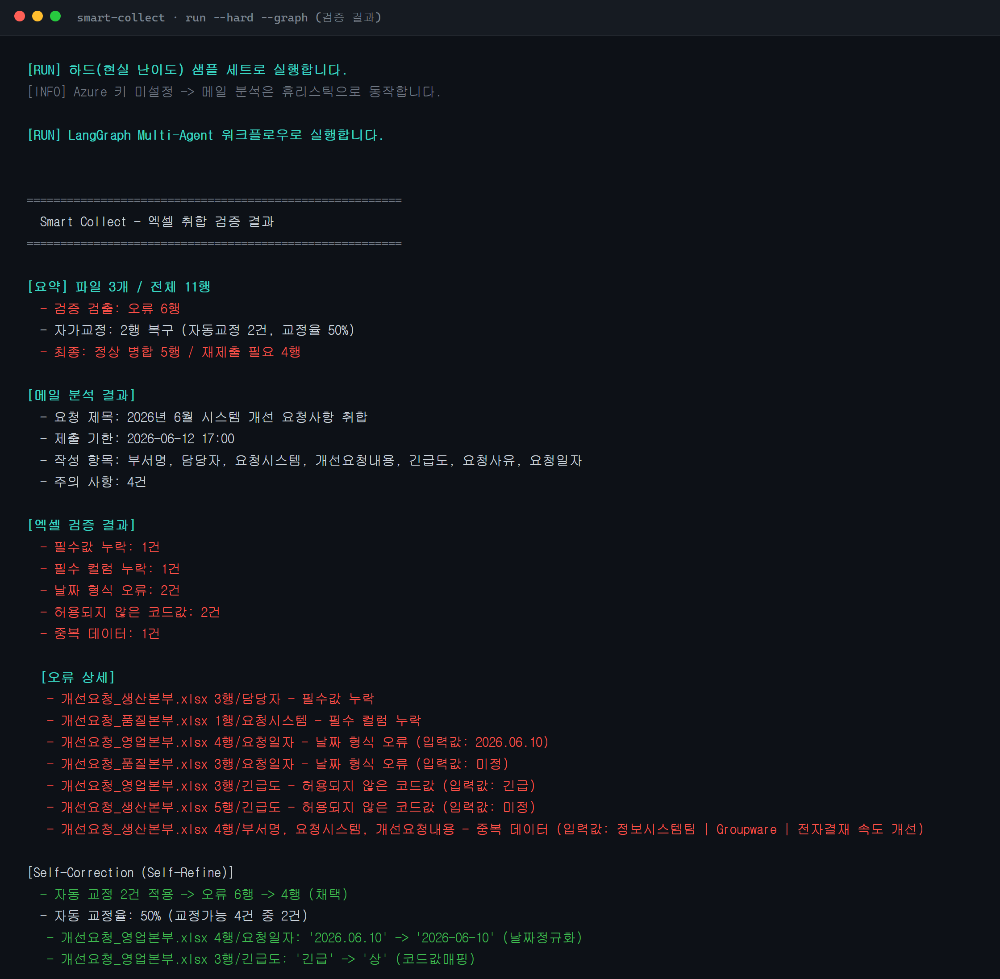 smart-collect · run --hard --graph (검증 결과)
[RUN] 하드(현실 난이도) 샘플 세트로 실행합니다.
[INFO] Azure 키 미설정 -> 메일 분석은 휴리스틱으로 동작합니다.
[RUN] LangGraph Multi-Agent 워크플로우로 실행합니다.
========================================================
Smart Collect - 엑셀 취합 검증 결과
========================================================
[요약] 파일 3개 / 전체 11행
- 검증 검출: 오류 6행
- 자가교정: 2행 복구 (자동교정 2건, 교정율 50%)
- 최종: 정상 병합 5행 / 재제출 필요 4행
[메일 분석 결과]
- 요청 제목: 2026년 6월 시스템 개선 요청사항 취합
- 제출 기한: 2026-06-12 17:00
- 작성 항목: 부서명, 담당자, 요청시스템, 개선요청내용, 긴급도, 요청사유, 요청일자
- 주의 사항: 4건
[엑셀 검증 결과]
- 필수값 누락: 1건
- 필수 컬럼 누락: 1건
- 날짜 형식 오류: 2건
- 허용되지 않은 코드값: 2건
- 중복 데이터: 1건
[오류 상세]
- 개선요청_생산본부.xlsx 3행/담당자 - 필수값 누락
- 개선요청_품질본부.xlsx 1행/요청시스템 - 필수 컬럼 누락
- 개선요청_영업본부.xlsx 4행/요청일자 - 날짜 형식 오류 (입력값: 2026.06.10)
- 개선요청_품질본부.xlsx 3행/요청일자 - 날짜 형식 오류 (입력값: 미정)
- 개선요청_영업본부.xlsx 3행/긴급도 - 허용되지 않은 코드값 (입력값: 긴급)
- 개선요청_생산본부.xlsx 5행/긴급도 - 허용되지 않은 코드값 (입력값: 미정)
- 개선요청_생산본부.xlsx 4행/부서명, 요청시스템, 개선요청내용 - 중복 데이터 (입력값: 정보시스템팀 | Groupware | 전자결재 속도 개선)
[Self-Correction (Self-Refine)]
- 자동 교정 2건 적용 -> 오류 6행 -> 4행 (채택)
- 자동 교정율: 50% (교정가능 4건 중 2건)
- 개선요청_영업본부.xlsx 4행/요청일자: '2026.06.10' -> '2026-06-10' (날짜정규화)
- 개선요청_영업본부.xlsx 3행/긴급도: '긴급' -> '상' (코드값매핑)